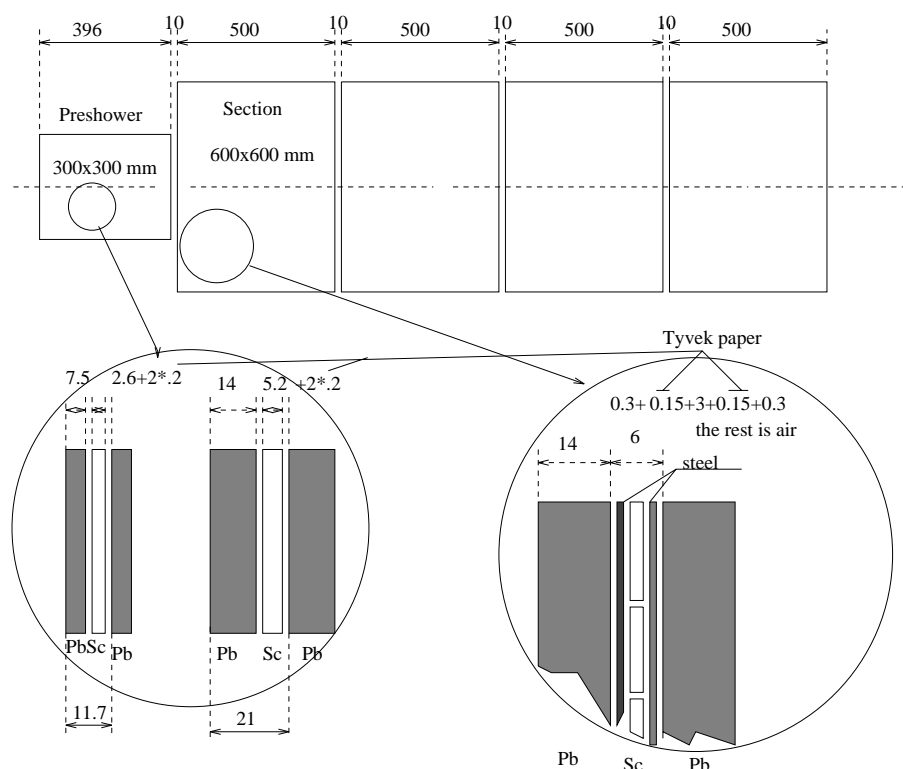 10 10 10 10
396 500 500 500 500
Preshower Section
300x300 mm 600x600 mm
Tyvek paper
7.5 2.6+2*.2 14 5.2 +2*.2
0.3+ 0.15+3+0.15+0.3
the rest is air
14 6
steel
Pb Sc Pb Pb Sc Pb
11.7 21
Pb Sc Pb